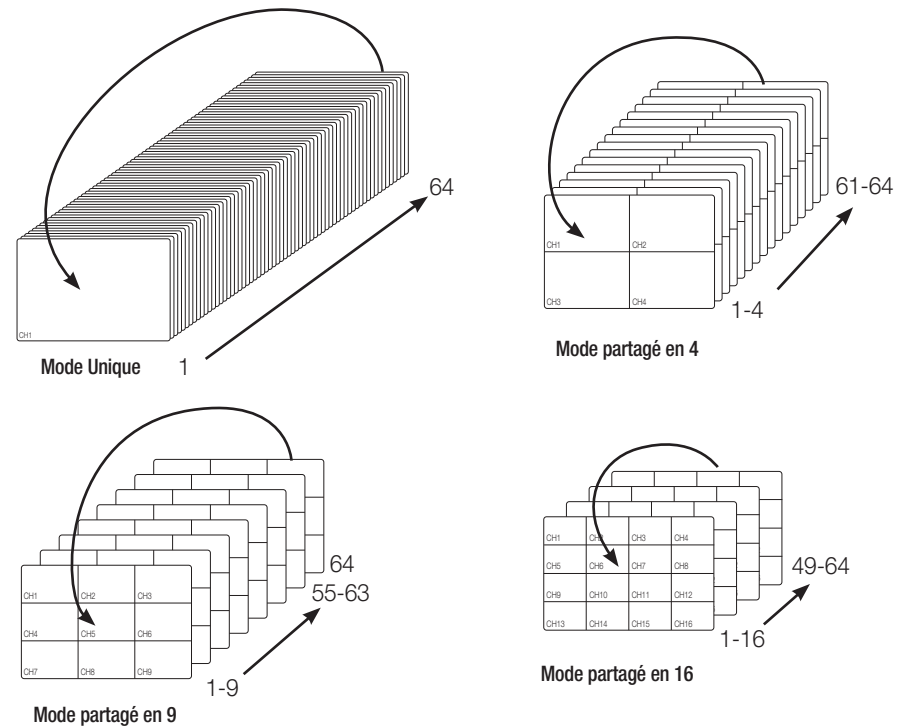 64
CH1
Mode Unique
1
61-64
CH1 CH2
CH3 CH4
1-4
Mode partagé en 4
64
55-63
CH1 CH2 CH3
CH4 CH5 CH6
CH7 CH8 CH9
1-9
Mode partagé en 9
49-64
CH1 CH2 CH3 CH4
CH5 CH6 CH7 CH8
CH9 CH10 CH11 CH12
CH13 CH14 CH15 CH16
1-16
Mode partagé en 16